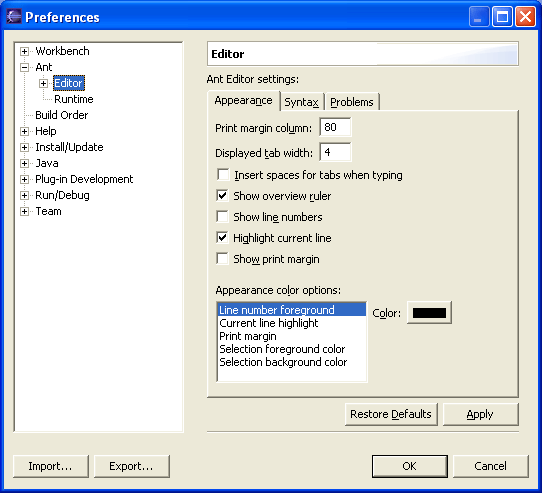 Preferences
Workbench
Ant
Editor
Runtime
Build Order
Help
Install/Update
Java
Plug-in Development
Run/Debug
Team
Editor
Ant Editor settings:
Appearance Syntax Problems
Print margin column: 80
Displayed tab width: 4
Insert spaces for tabs when typing
Show overview ruler
Show line numbers
Highlight current line
Show print margin
Appearance color options:
Line number foreground
Current line highlight
Print margin
Selection foreground color
Selection background color
Color:
Restore Defaults Apply
Import... Export... OK Cancel